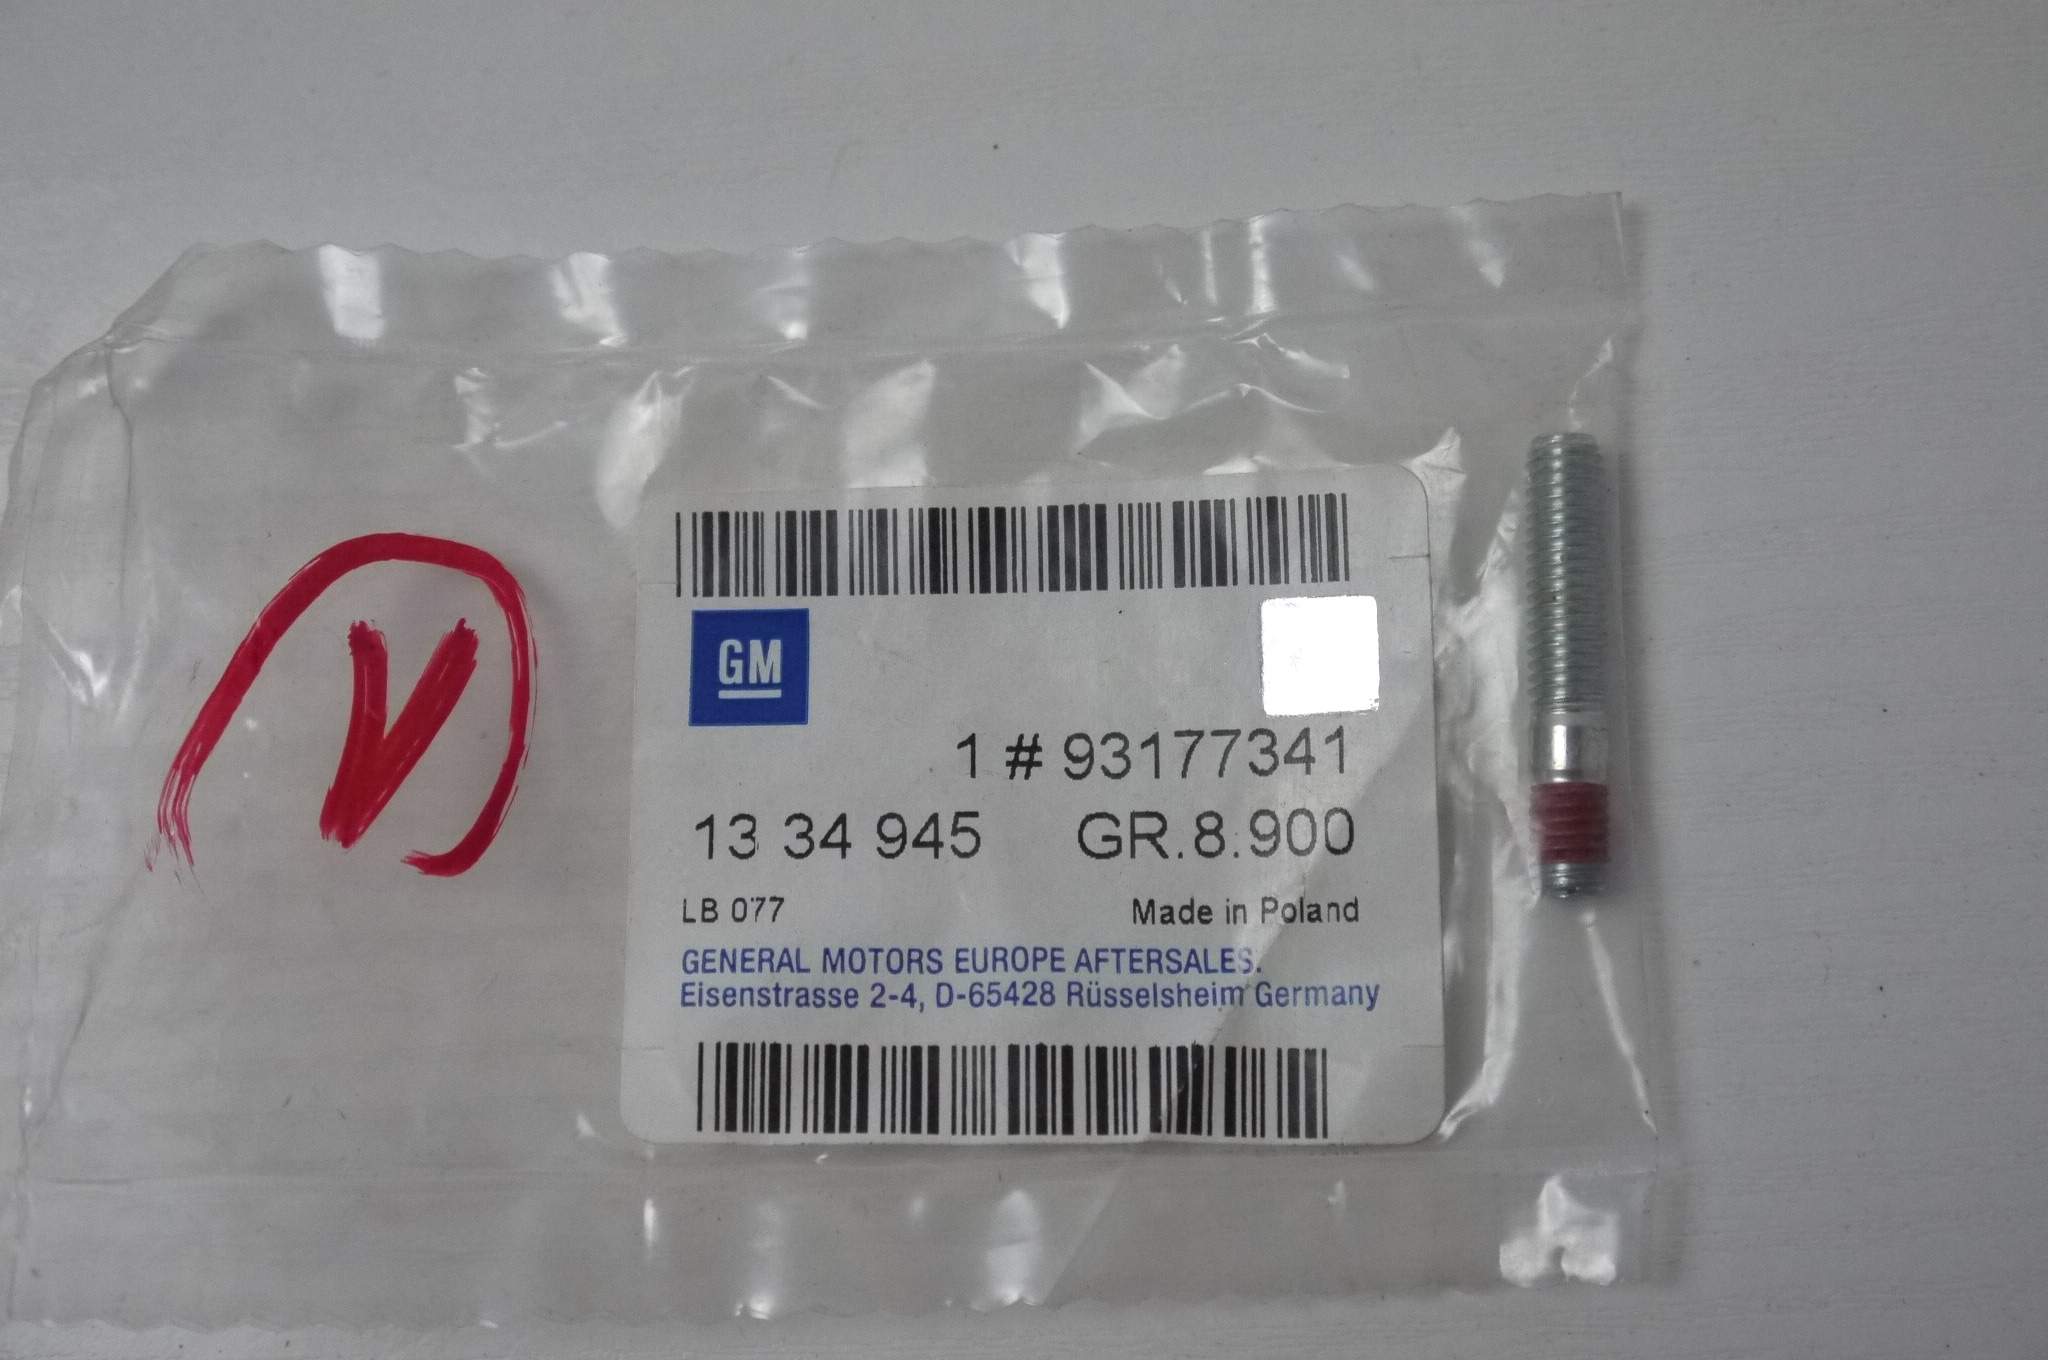 V
GM
1 # 93177341
13 34 945 GR.8.900
LB 077 Made in Poland
GENERAL MOTORS EUROPE AFTERSALES:
Eisenstrasse 2-4, D-65428 Rüsselsheim Germany